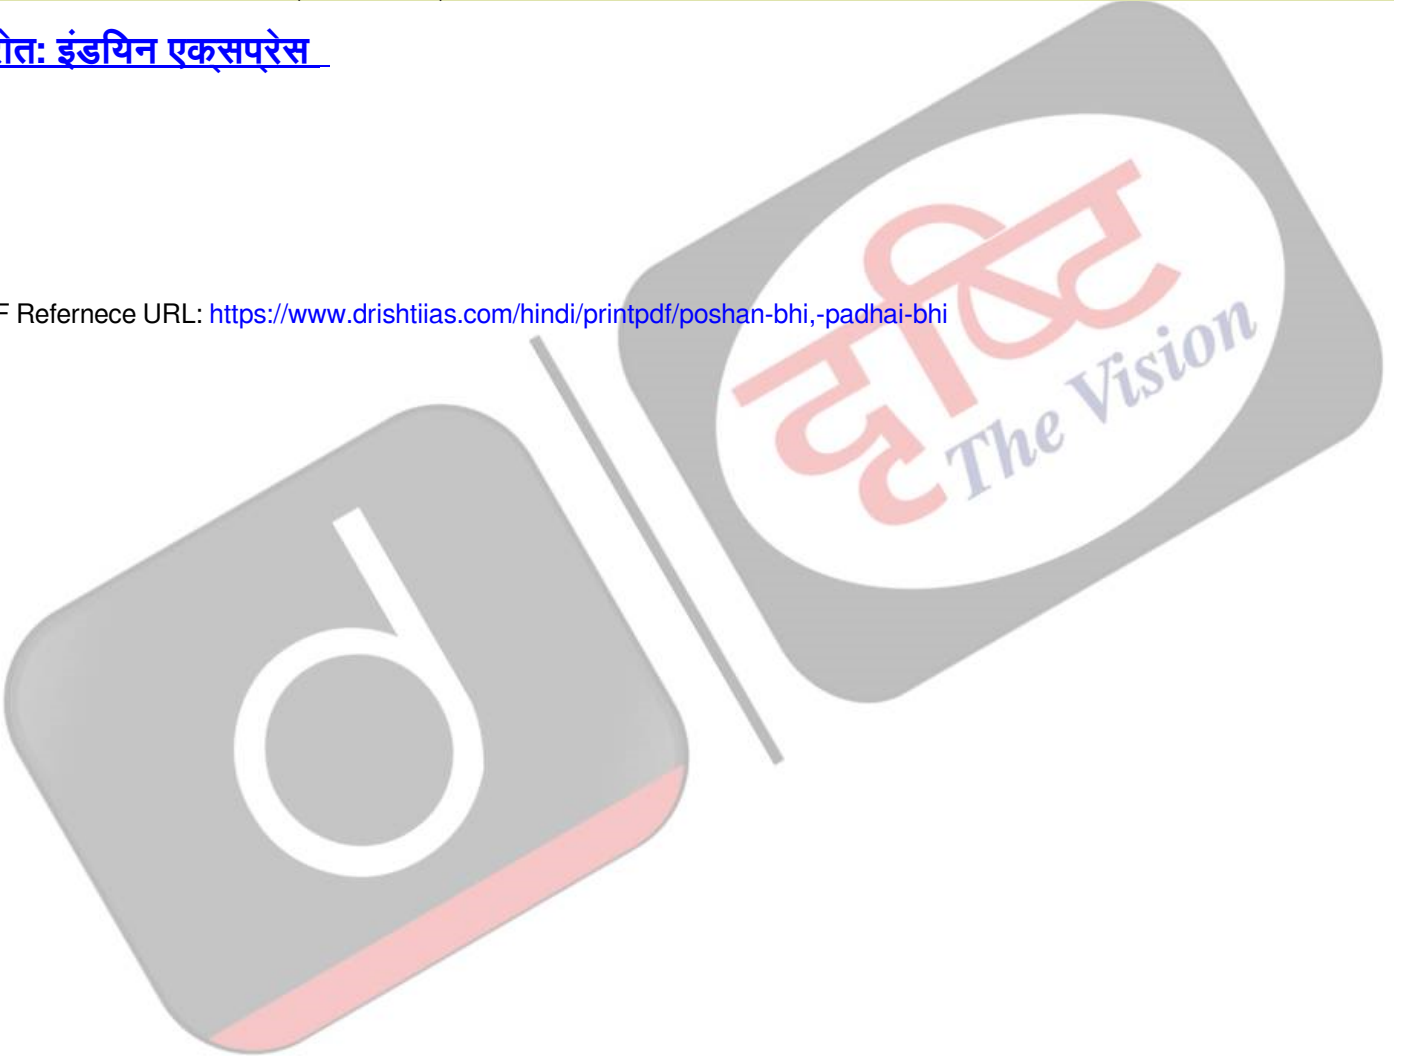 रोत: इंडियन एक्सप्रेस
F Refernece URL: https://www.drishtiias.com/hindi/printpdf/poshan-bhi,-padhai-bhi
दृष्टि
The Vision
d